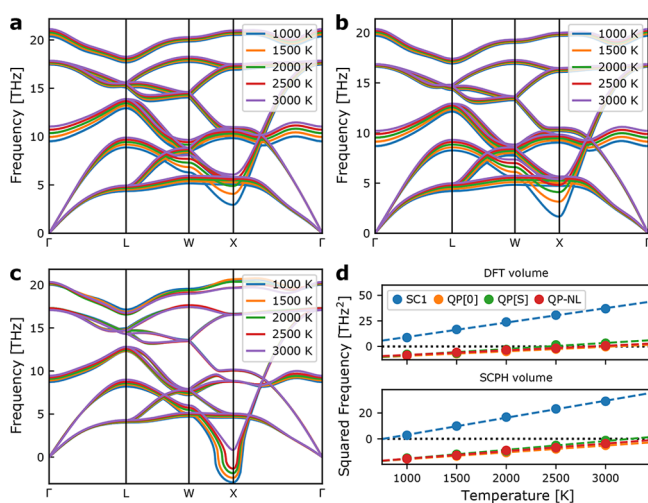 a
Frequency [THz]
20
15
10
5
0
Γ
L
W
X
Γ
1000 K
1500 K
2000 K
2500 K
3000 K
b
Frequency [THz]
20
15
10
5
0
Γ
L
W
X
Γ
1000 K
1500 K
2000 K
2500 K
3000 K
c
Frequency [THz]
20
15
10
5
0
Γ
L
W
X
Γ
1000 K
1500 K
2000 K
2500 K
3000 K
d
DFT volume
SC1 QP[0] QP[S] QP-NL
50
25
0
SCPH volume
20
0
Squared Frequency [THz²]
1000 1500 2000 2500 3000
Temperature [K]